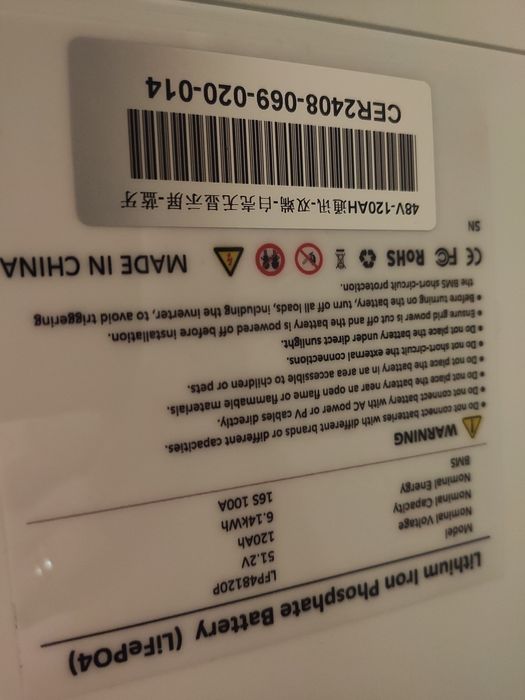 Lithium Iron Phosphate Battery (LiFePO4)
Model LFP48120P
Nominal Voltage 51.2V
Nominal Capacity 120Ah
Nominal Energy 6.14kWh
BMS 16S 100A
WARNING
• Do not connect batteries with different brands or different capacities.
• Do not connect battery with AC power or PV cables directly.
• Do not place the battery near an open flame or flammable materials.
• Do not place the battery in an area accessible to children or pets.
• Do not short-circuit the external connections.
• Do not place the battery under direct sunlight.
• Ensure grid power is cut off and the battery is powered off before installation.
• Before turning on the battery, turn off all loads, including the inverter, to avoid triggering
the BMS short-circuit protection.
CE FC RoHS MADE IN CHINA
SN
48V-120AH通讯-双端-白壳无显示屏-蓝牙
CER2408-069-020-014